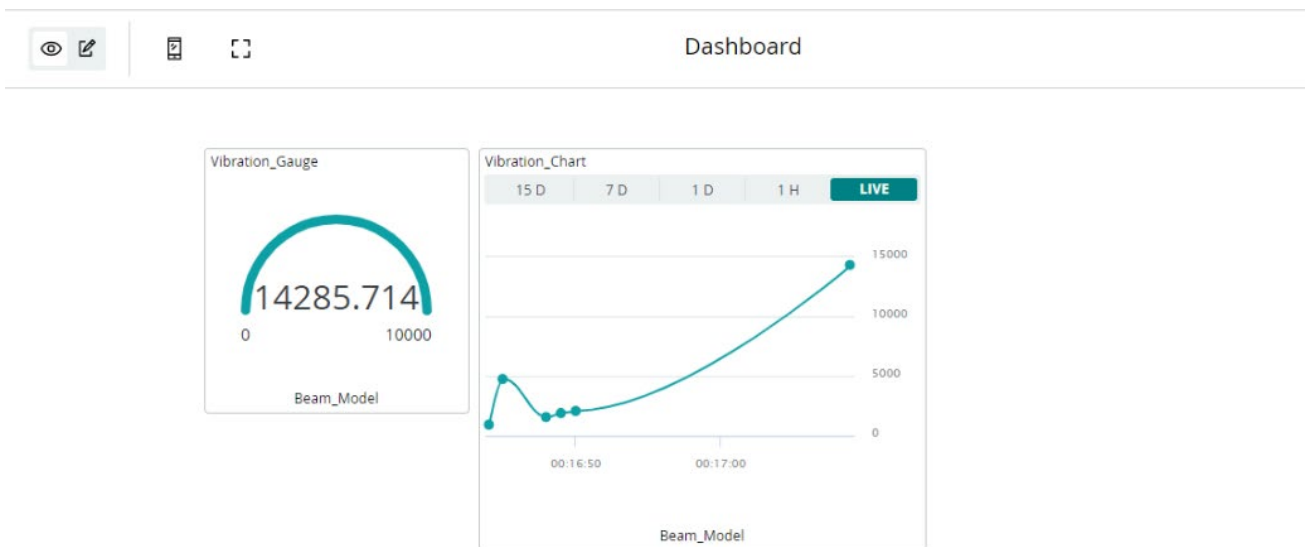 Dashboard
Vibration_Gauge
14285.714
0 10000
Beam_Model
Vibration_Chart
15 D 7 D 1 D 1 H LIVE
15000
10000
5000
0
00:16:50 00:17:00
Beam_Model